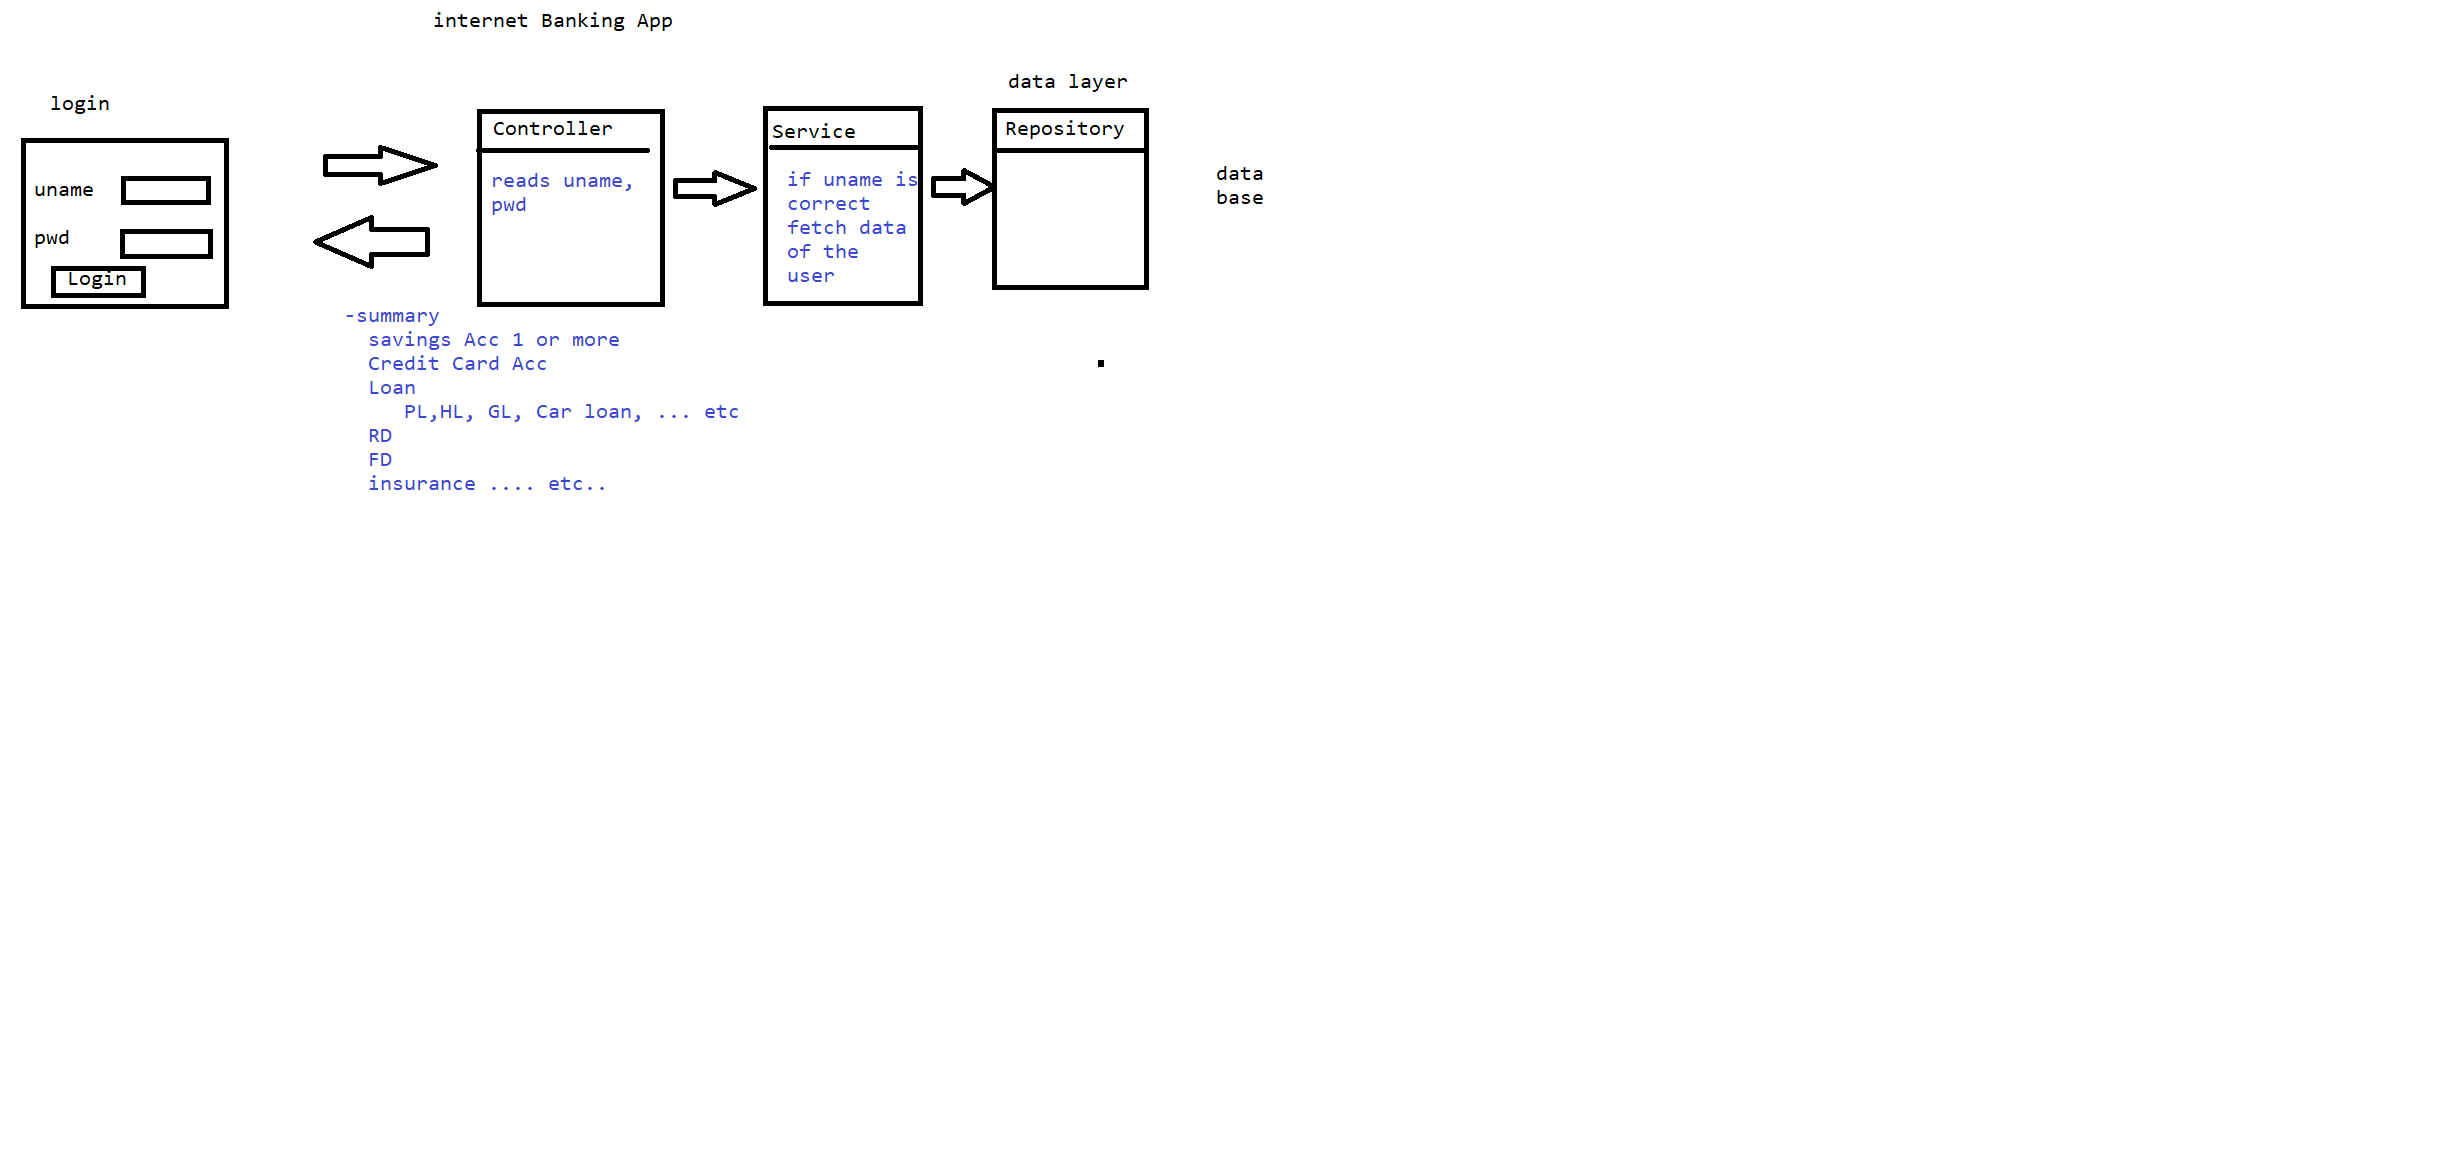 internet Banking App
data layer
login
Controller
Service
Repository
uname
pwd
Login
reads uname,
pwd
if uname is
correct
fetch data
of the
user
data
base
-summary
savings Acc 1 or more
Credit Card Acc
Loan
PL,HL, GL, Car loan, ... etc
RD
FD
insurance .... etc..